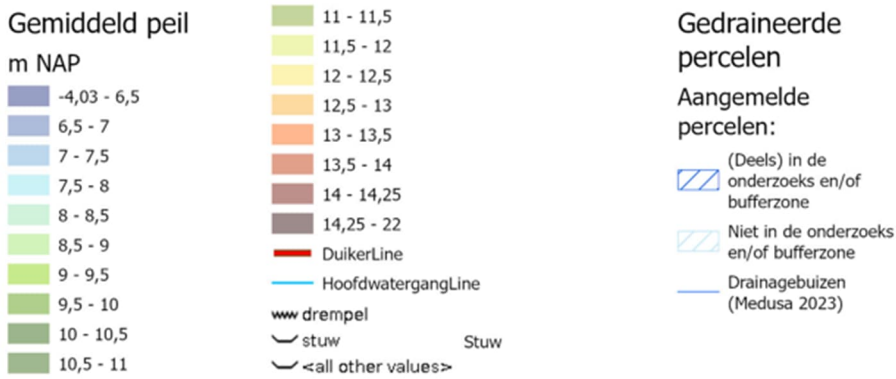 Gemiddeld peil
m NAP
-4,03 - 6,5
6,5 - 7
7 - 7,5
7,5 - 8
8 - 8,5
8,5 - 9
9 - 9,5
9,5 - 10
10 - 10,5
10,5 - 11
11 - 11,5
11,5 - 12
12 - 12,5
12,5 - 13
13 - 13,5
13,5 - 14
14 - 14,25
14,25 - 22
DuikerLine
HoofdwatergangLine
drempel
stuw Stuw
<all other values>
Gedraineerde
percelen
Aangemelde
percelen:
(Deels) in de
onderzoeks en/of
bufferzone
Niet in de onderzoeks
en/of bufferzone
Drainagebuizen
(Medusa 2023)